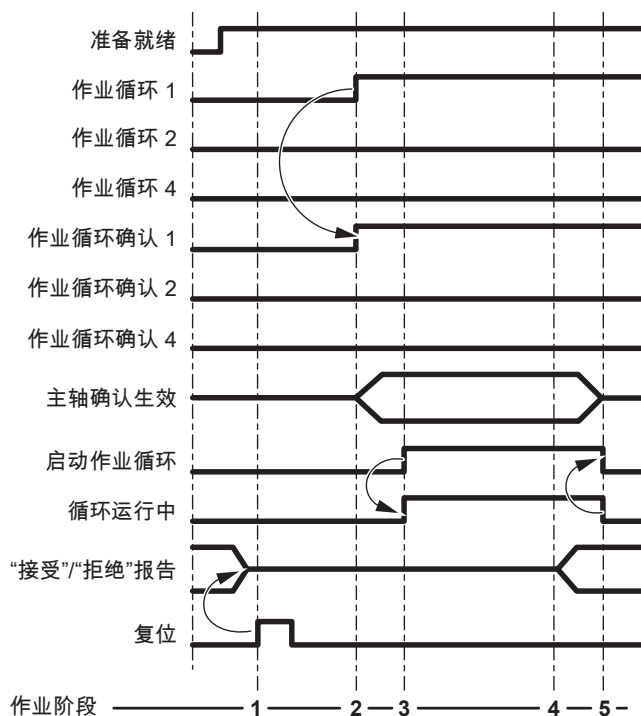 准备就绪
作业循环 1
作业循环 2
作业循环 4
作业循环确认 1
作业循环确认 2
作业循环确认 4
主轴确认生效
启动作业循环
循环运行中
“接受”/“拒绝”报告
复位
作业阶段 1 2 3 4 5